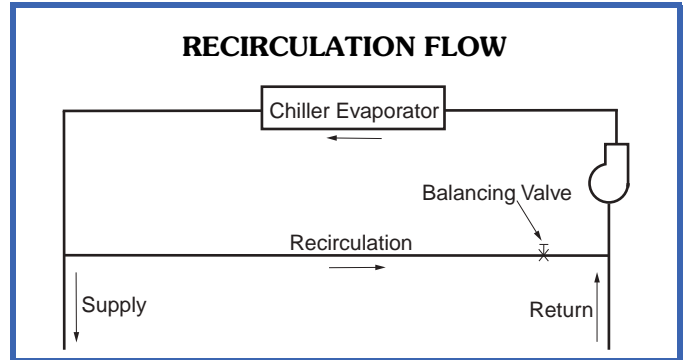 RECIRCULATION FLOW
Chiller Evaporator
Balancing Valve
Recirculation
Supply
Return